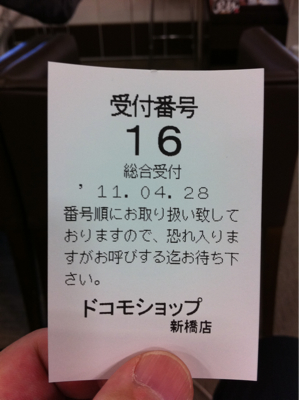 受付番号
16
総合受付
'11.04.28
番号順にお取り扱い致して
おりますので、恐れ入りま
すがお呼びする迄お待ち下
さい。
ドコモショップ
新橋店